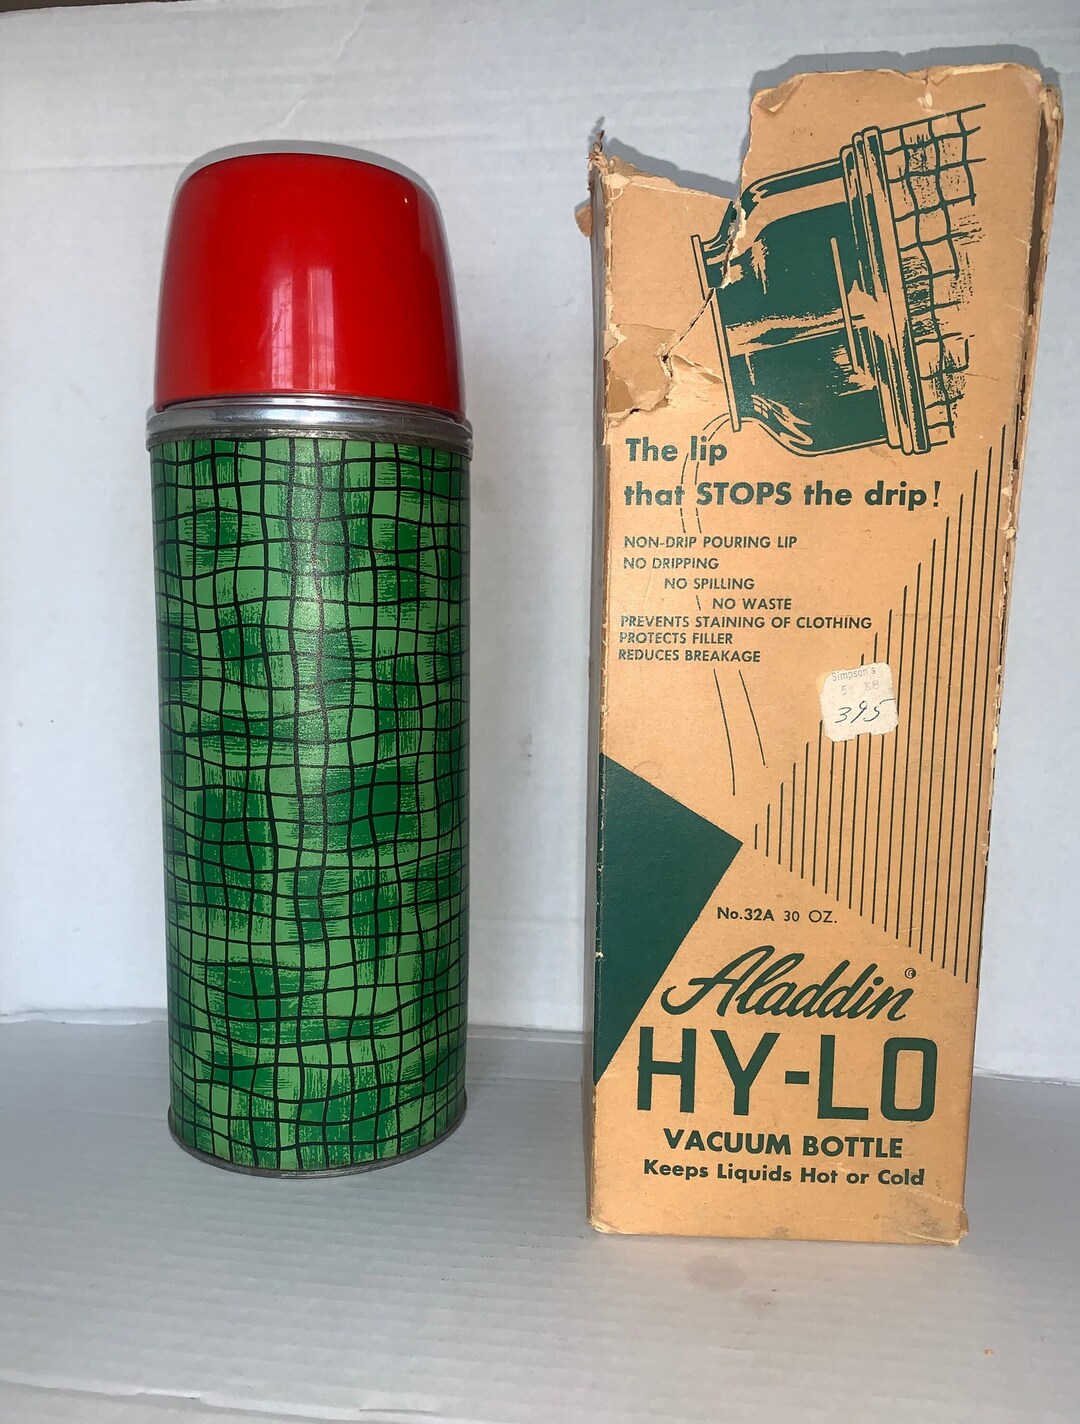 The lip
that STOPS the drip!
NON-DRIP POURING LIP
NO DRIPPING
NO SPILLING
NO WASTE
PREVENTS STAINING OF CLOTHING
PROTECTS FILLER
REDUCES BREAKAGE
Simpson's
395
No.32A 30 OZ.
Aladdin®
HY-LO
VACUUM BOTTLE
Keeps Liquids Hot or Cold